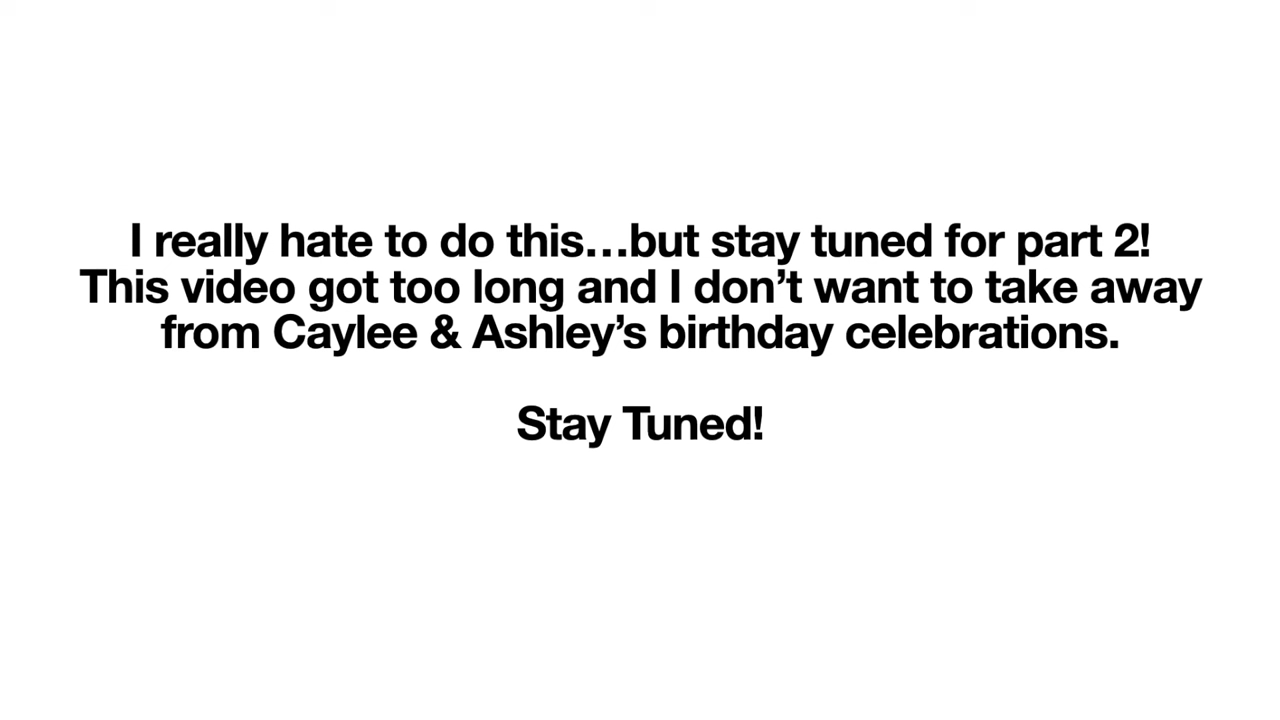 I really hate to do this…but stay tuned for part 2!
This video got too long and I don’t want to take away
from Caylee & Ashley’s birthday celebrations.
Stay Tuned!